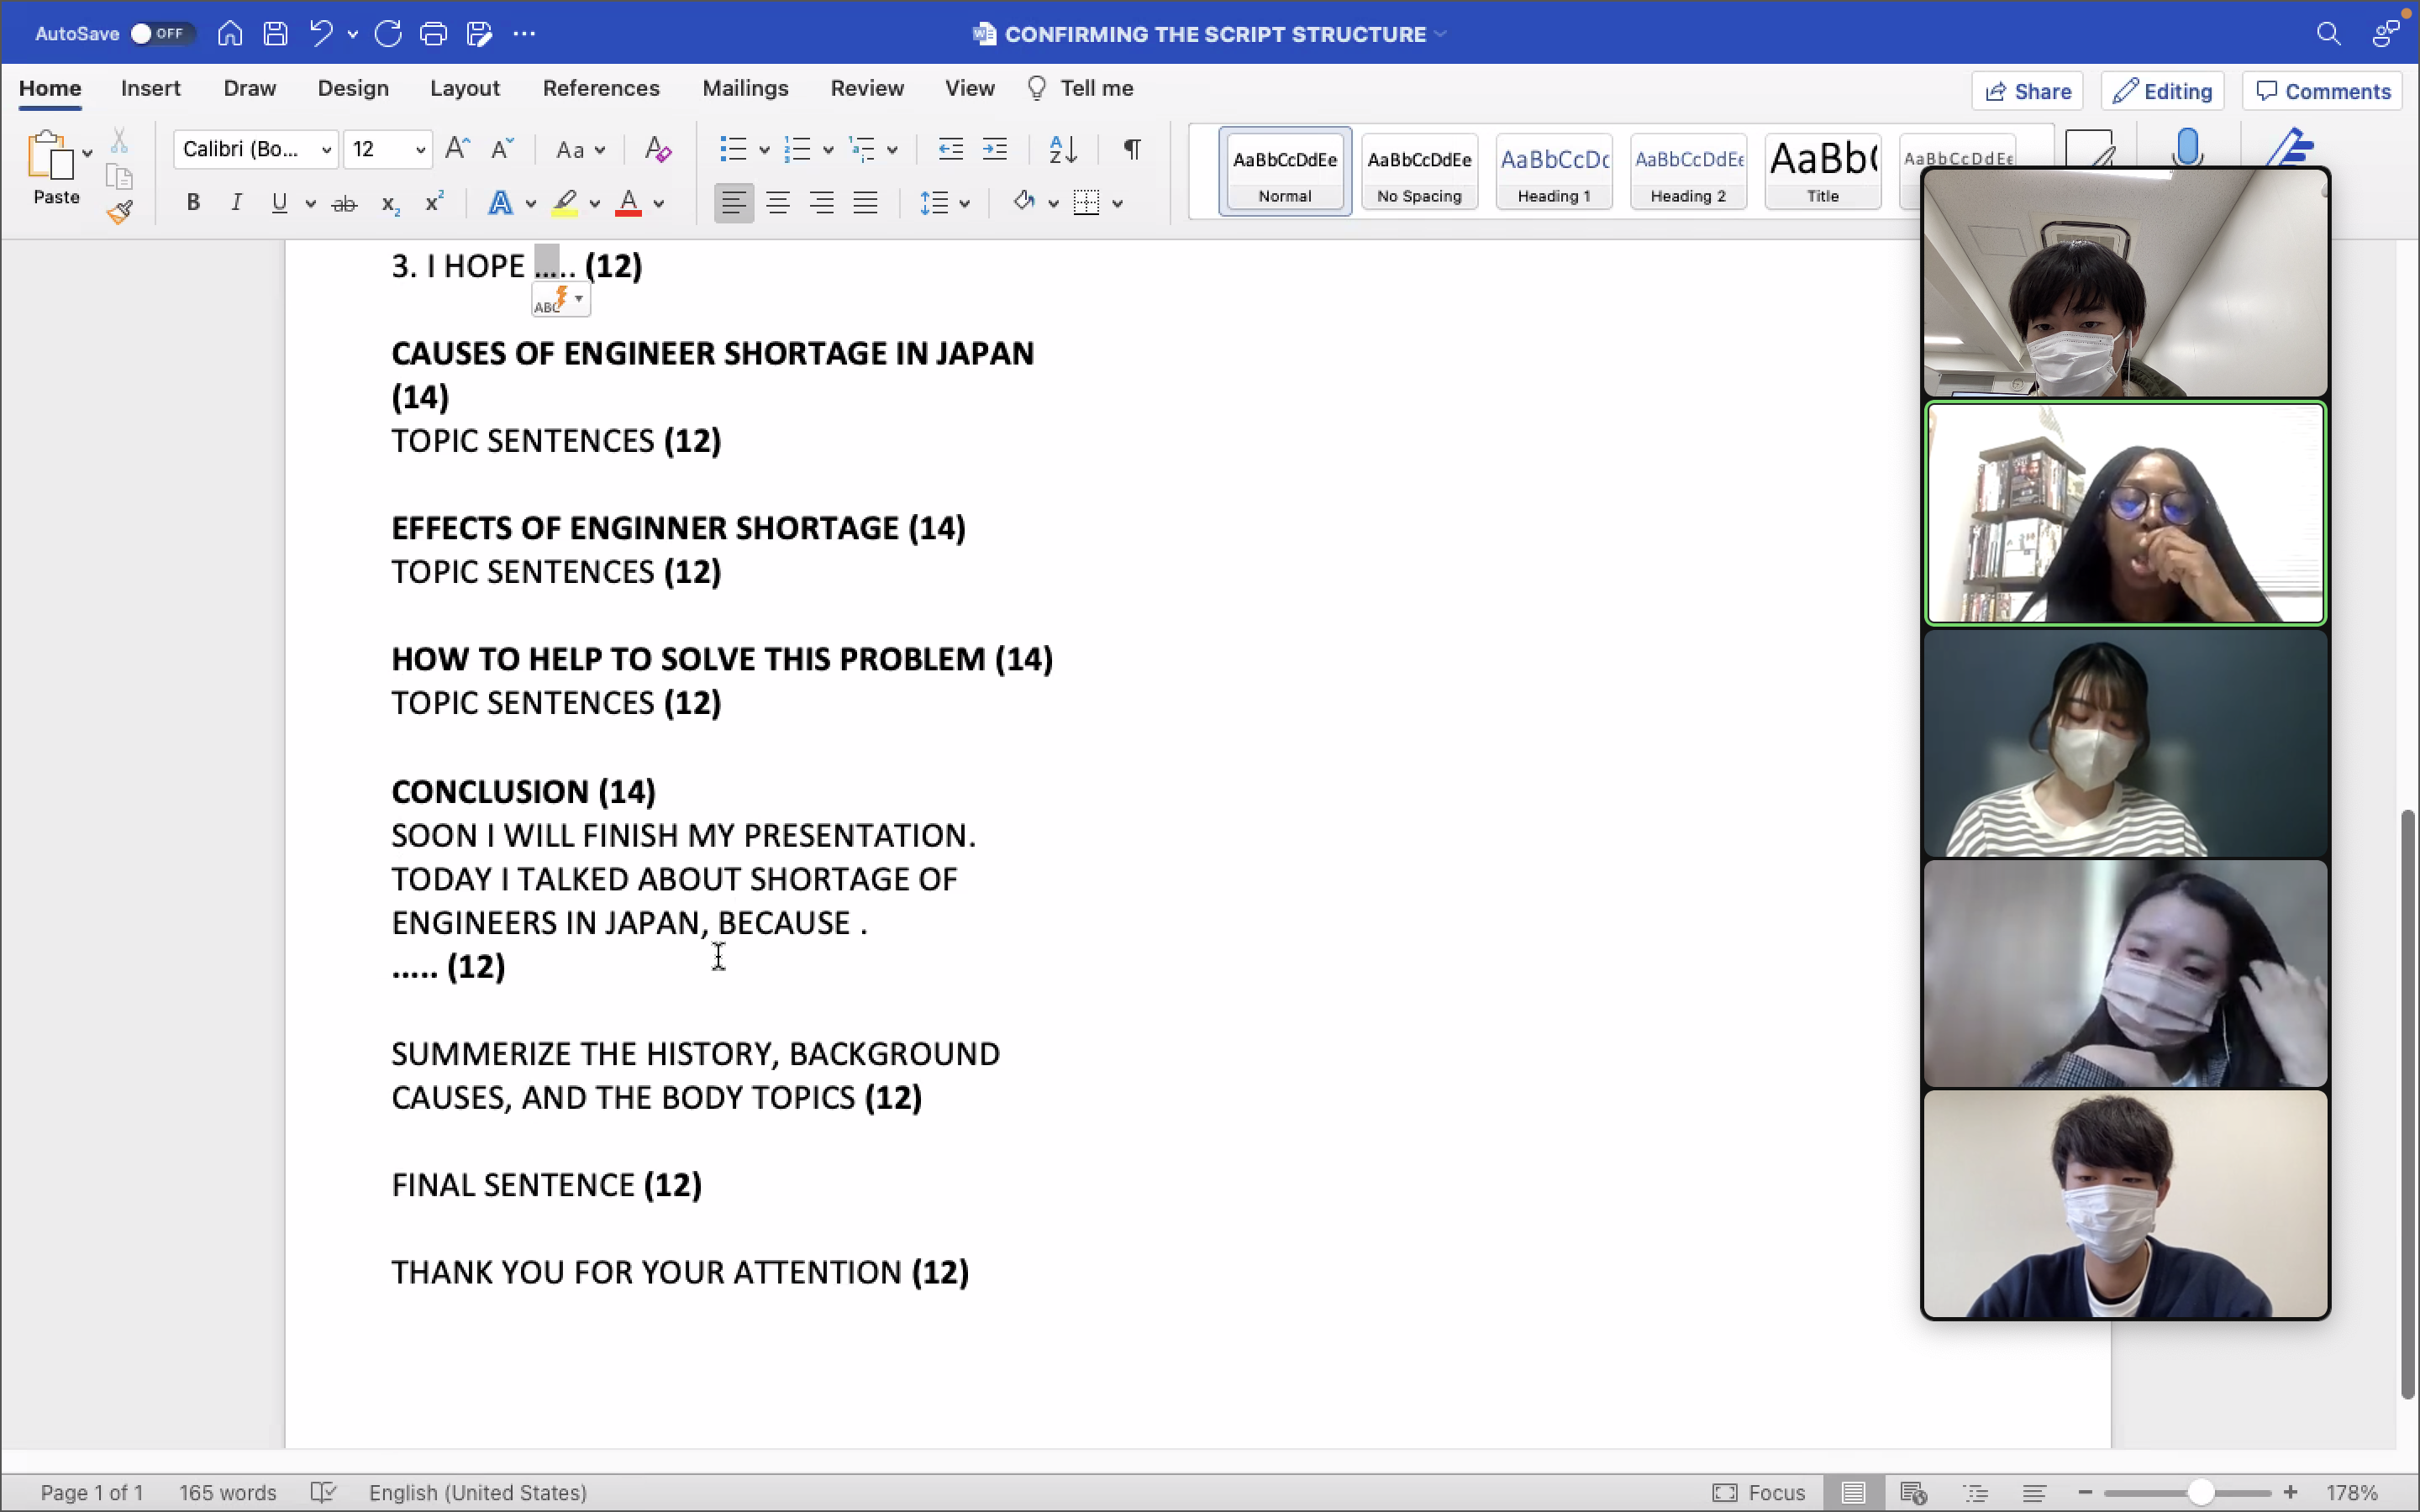 AutoSave OFF
CONFIRMING THE SCRIPT STRUCTURE
Home Insert Draw Design Layout References Mailings Review View Tell me
Share Editing Comments
Paste
Calibri (Bo... 12
AaBbCcDdEe AaBbCcDdEe AaBbCcDc AaBbCcDdEe AaBb( AaBbCcDdEe
Normal No Spacing Heading 1 Heading 2 Title
3. I HOPE ..... (12)
CAUSES OF ENGINEER SHORTAGE IN JAPAN
(14)
TOPIC SENTENCES (12)
EFFECTS OF ENGINNER SHORTAGE (14)
TOPIC SENTENCES (12)
HOW TO HELP TO SOLVE THIS PROBLEM (14)
TOPIC SENTENCES (12)
CONCLUSION (14)
SOON I WILL FINISH MY PRESENTATION.
TODAY I TALKED ABOUT SHORTAGE OF
ENGINEERS IN JAPAN, BECAUSE .
..... (12)
SUMMERIZE THE HISTORY, BACKGROUND
CAUSES, AND THE BODY TOPICS (12)
FINAL SENTENCE (12)
THANK YOU FOR YOUR ATTENTION (12)
Page 1 of 1 165 words English (United States)
Focus 178%